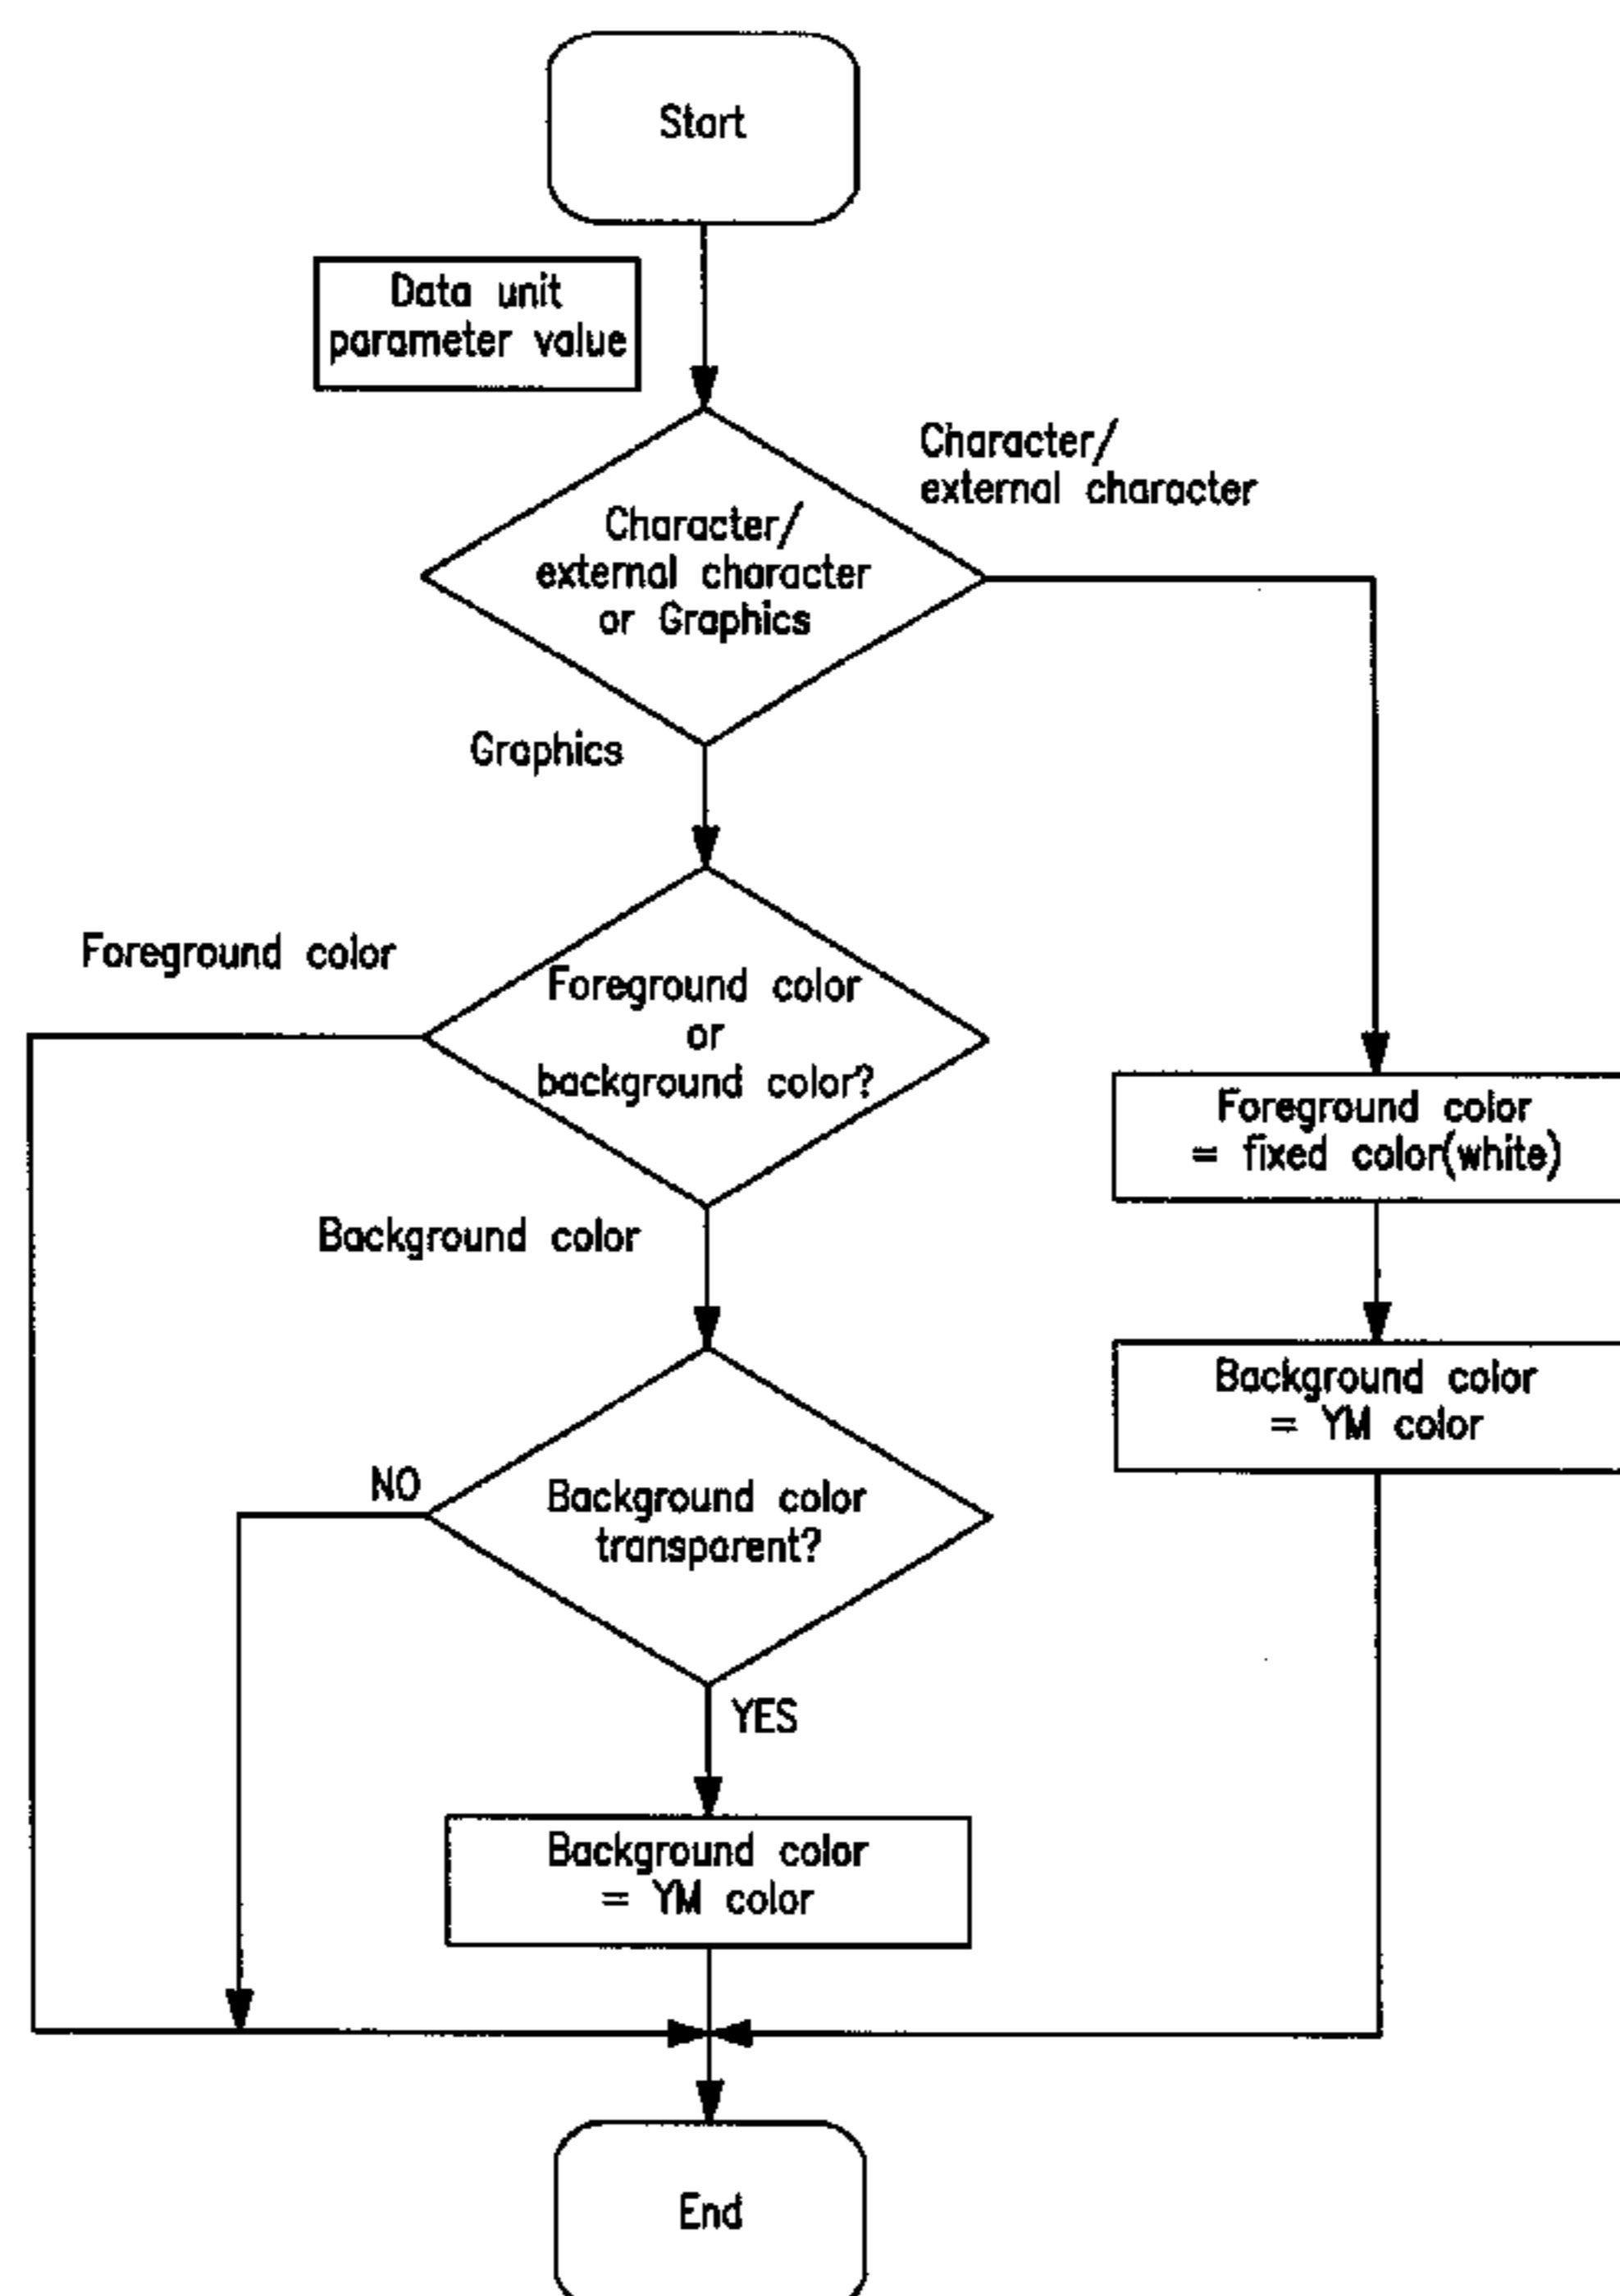 Start
Data unit
parameter value
Character/
external character
Character/
external character
or Graphics
Graphics
Foreground color
Foreground color
or
background color?
Foreground color
= fixed color(white)
Background color
Background color
= YM color
NO
Background color
transparent?
YES
Background color
= YM color
End